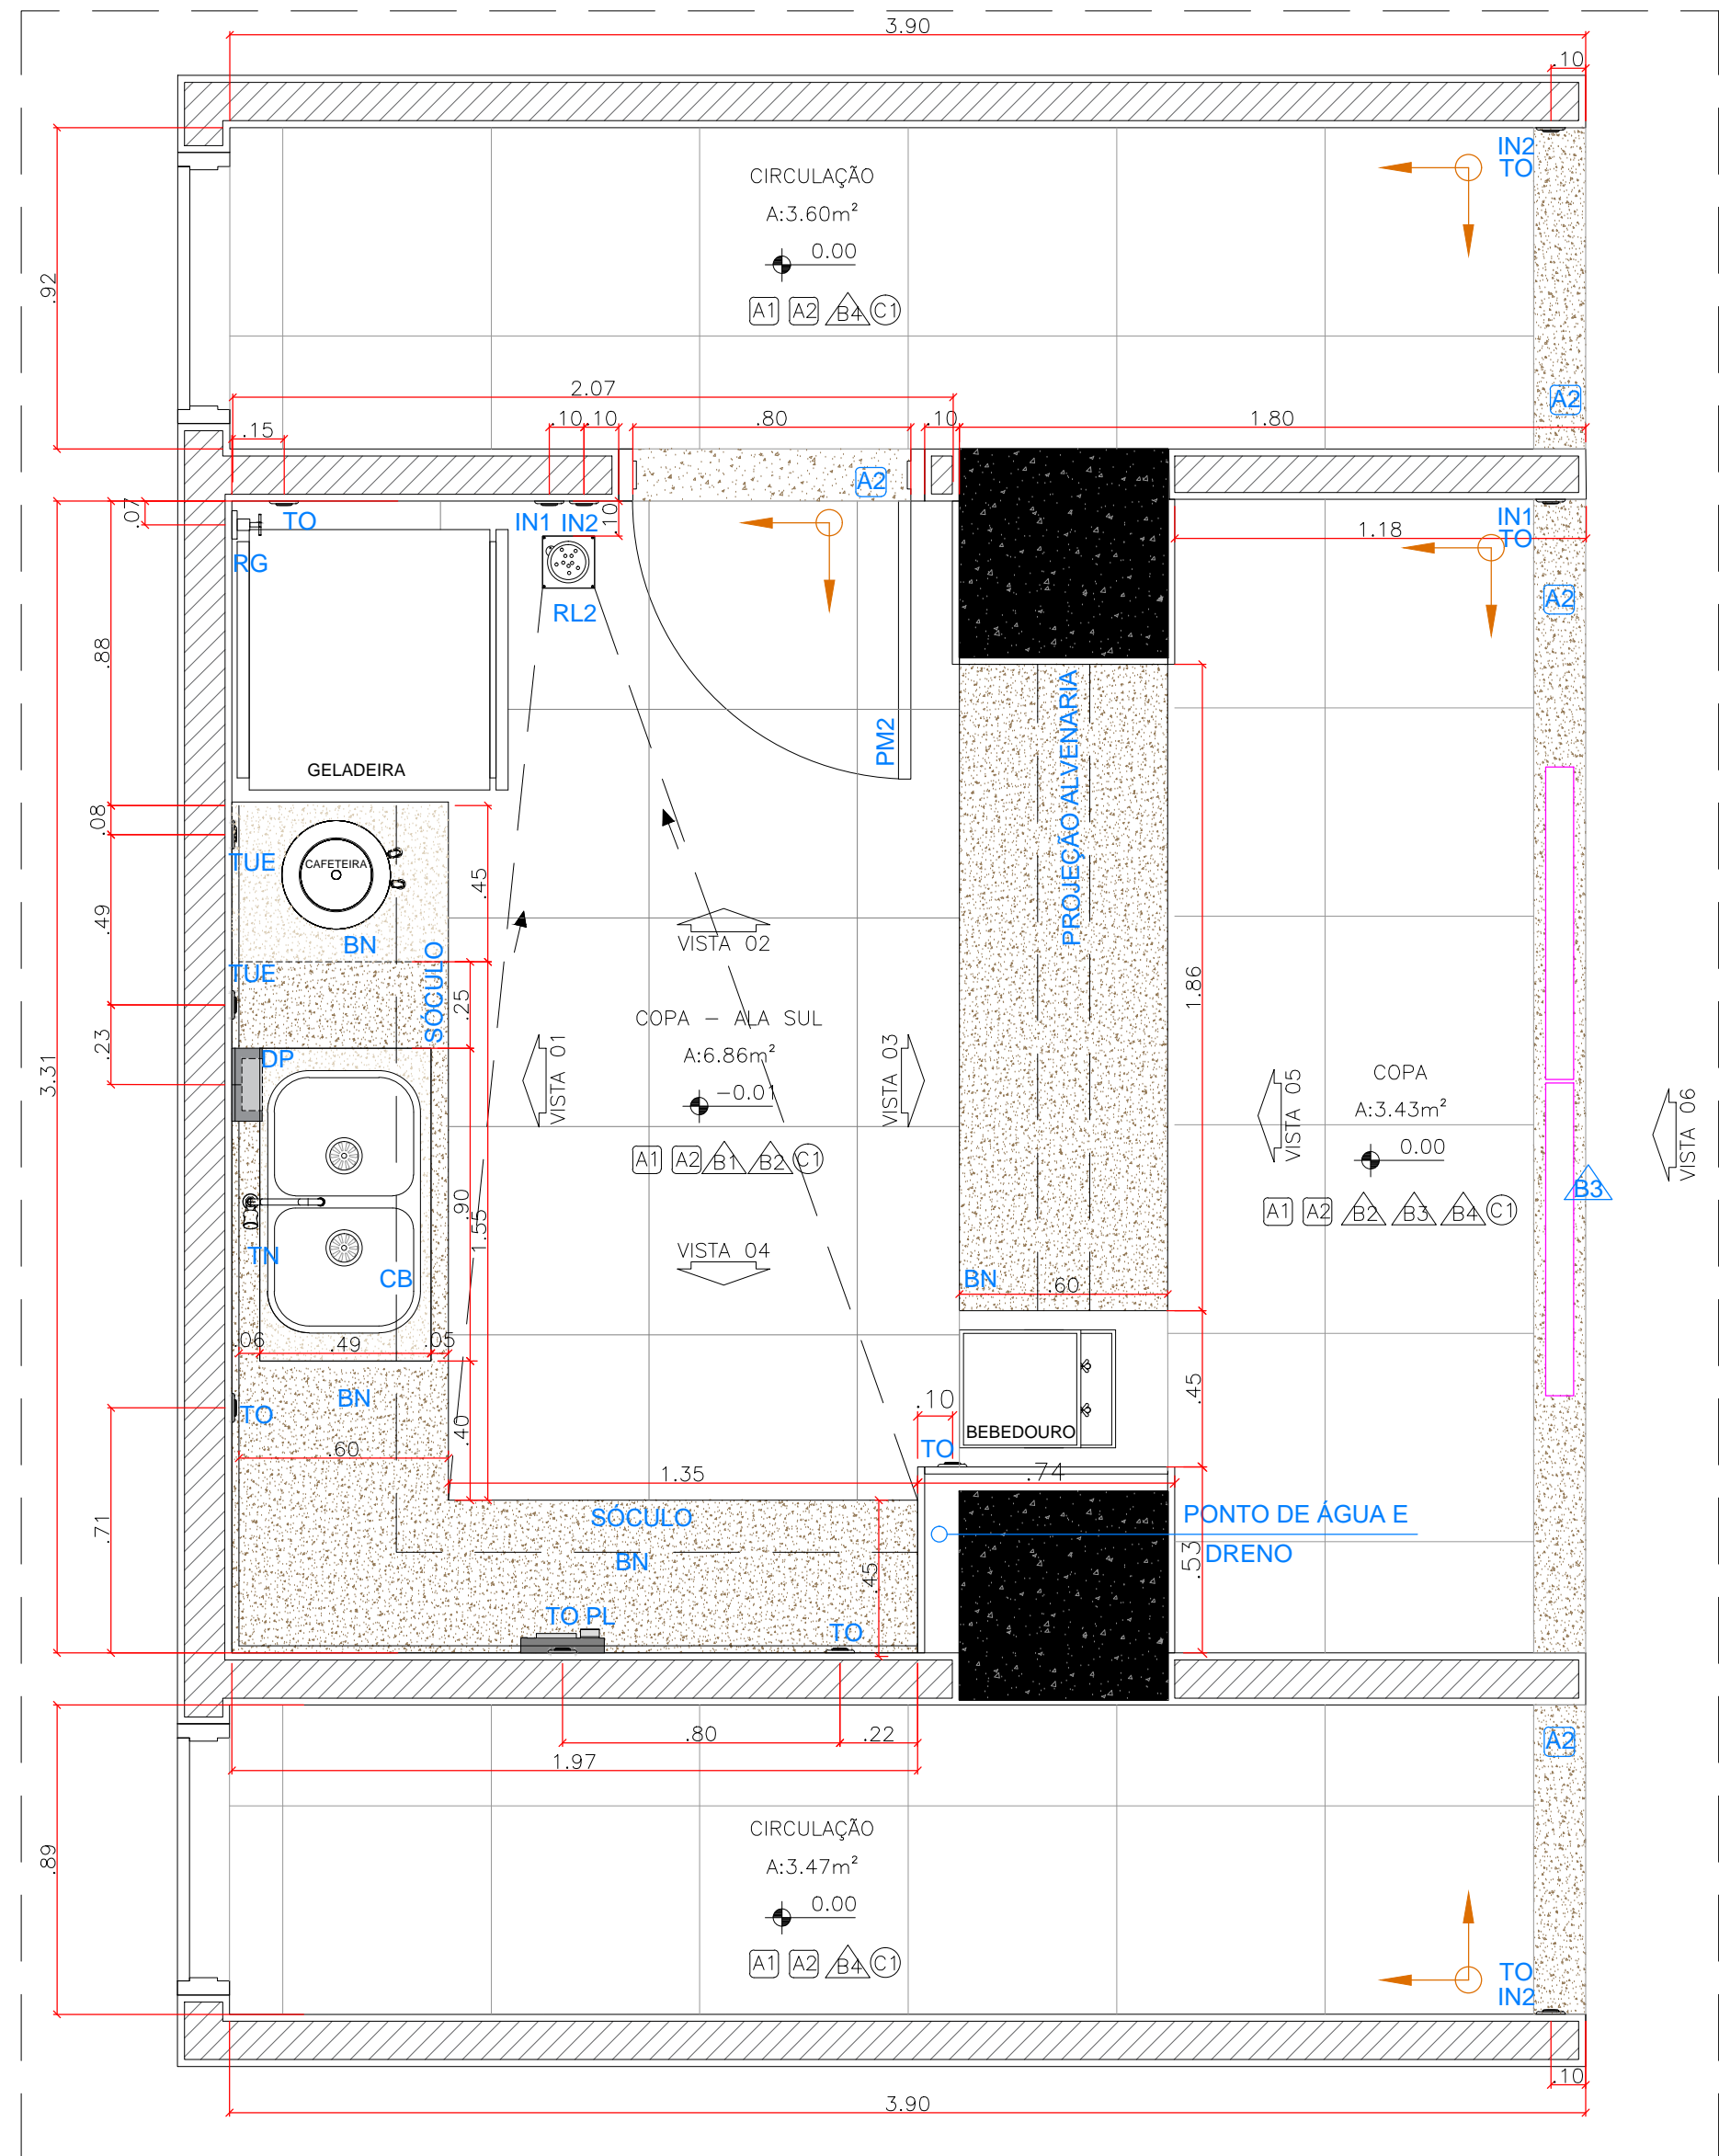 3.90
.10
IN2
TO
CIRCULAÇÃO
A:3.60m²
0.00
A1 A2 B4 C1
.92
A2
2.07
.15
.10 .10
.80
.10
1.80
A2
.07
TO
IN1 IN2
.10
IN1
TO
1.18
RG
RL2
A2
.88
PM2
PROJEÇÃO ALVENARIA
GELADEIRA
.08
TUE
CAFETEIRA
.45
.49
BN
SÓCULO
VISTA 02
TUE
.25
1.86
COPA - ALA SUL
A:6.86m²
-0.01
A1 A2 B1 B2 C1
.23
DP
VISTA 01
VISTA 03
3.31
VISTA 05
COPA
A:3.43m²
0.00
A1 A2 B2 B3 B4 C1
VISTA 06
B3
.90
1.55
TN
CB
VISTA 04
BN
.60
.06
.49
.05
BN
TO
.40
.60
.10
BEBEDOURO
TO
.45
1.35
.74
.71
SÓCULO
BN
PONTO DE ÁGUA E
DRENO
.53
.45
TO PL
TO
.80
.22
1.97
A2
CIRCULAÇÃO
A:3.47m²
0.00
A1 A2 B4 C1
.89
TO
IN2
.10
3.90